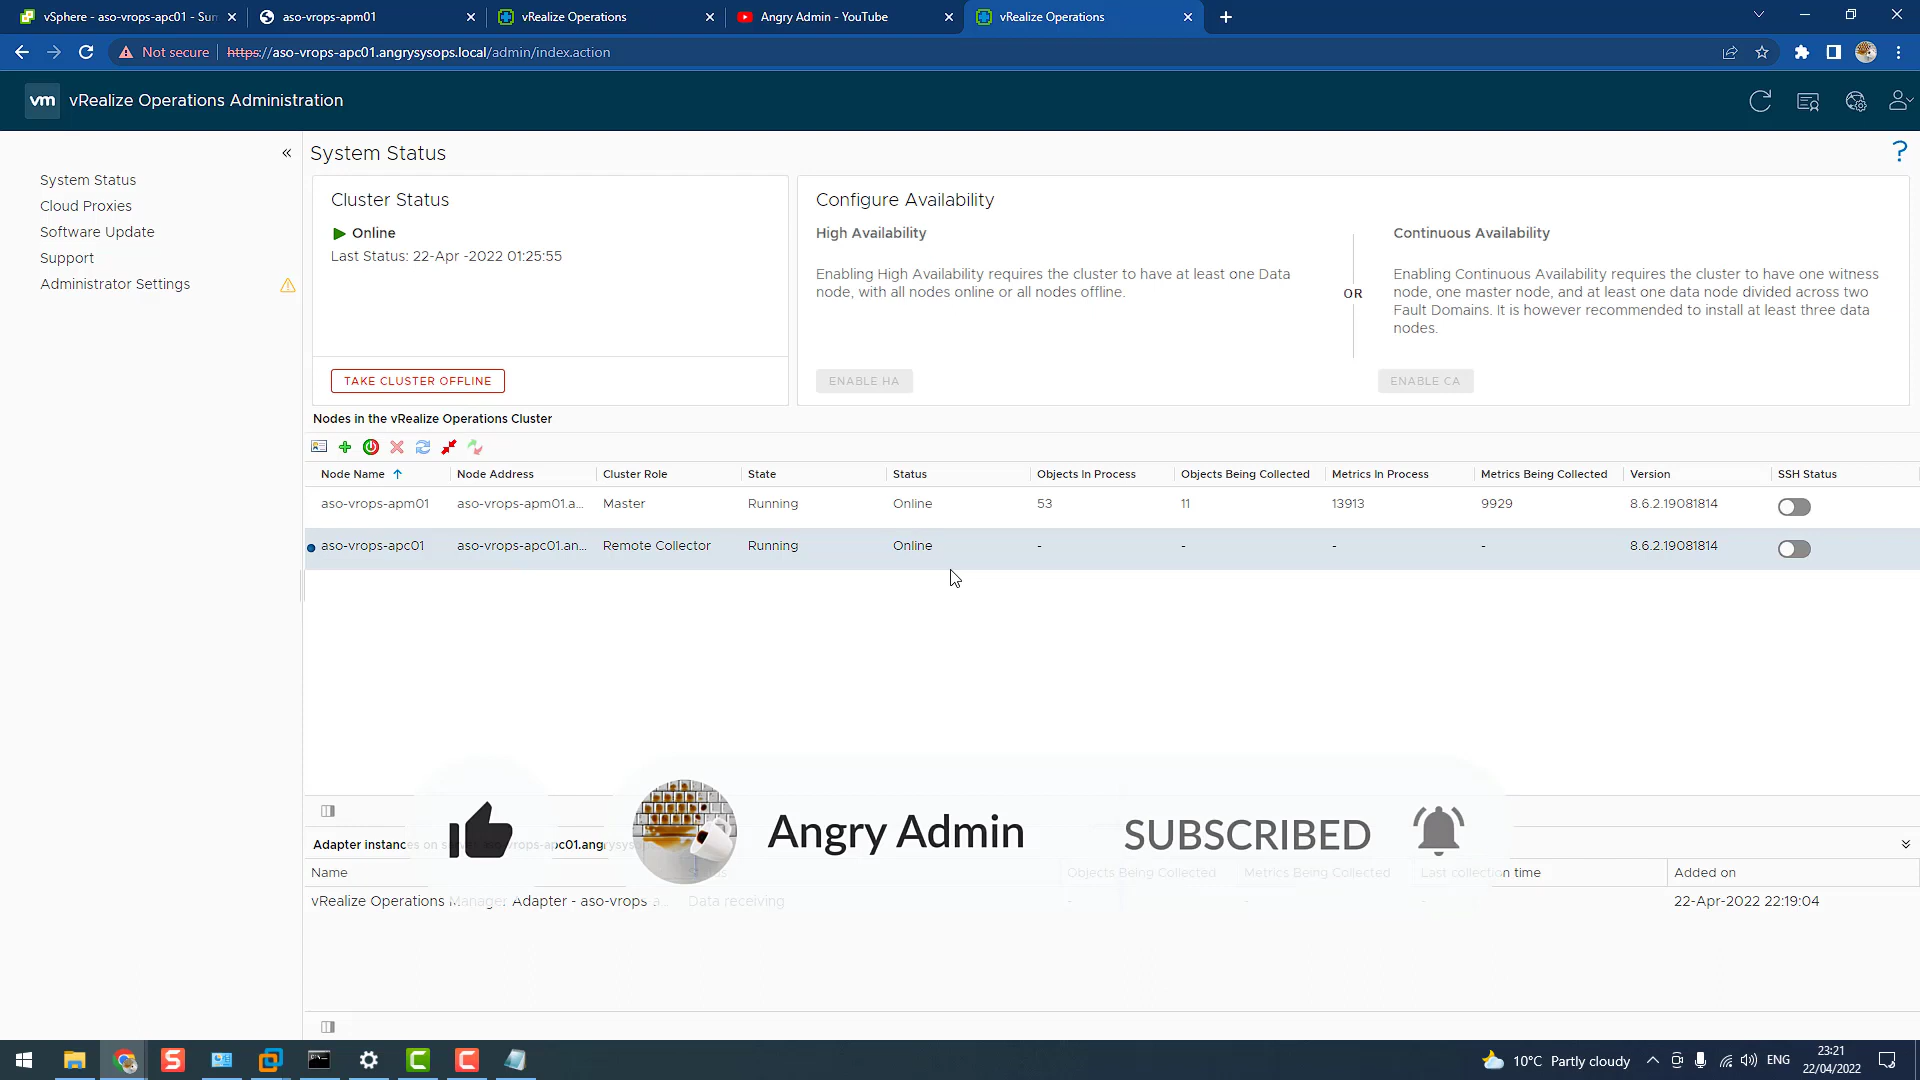 vSphere - aso-vrops-apc01 - Sum
aso-vrops-apm01
vRealize Operations
Angry Admin - YouTube
vRealize Operations
Not secure
https://aso-vrops-apc01.angrysysops.local/admin/index.action
vm
vRealize Operations Administration
«
System Status
?
System Status
Cloud Proxies
Software Update
Support
Administrator Settings
Cluster Status
Online
Last Status: 22-Apr -2022 01:25:55
TAKE CLUSTER OFFLINE
Configure Availability
High Availability
Enabling High Availability requires the cluster to have at least one Data
node, with all nodes online or all nodes offline.
ENABLE HA
OR
Continuous Availability
Enabling Continuous Availability requires the cluster to have one witness
node, one master node, and at least one data node divided across two
Fault Domains. It is however recommended to install at least three data
nodes.
ENABLE CA
Nodes in the vRealize Operations Cluster
Node Name Node Address Cluster Role State Status Objects In Process Objects Being Collected Metrics In Process Metrics Being Collected Version SSH Status
aso-vrops-apm01 aso-vrops-apm01.a... Master Running Online 53 11 13913 9929 8.6.2.19081814
aso-vrops-apc01 aso-vrops-apc01.an... Remote Collector Running Online - - - - 8.6.2.19081814
Angry Admin
SUBSCRIBED
Adapter instances on
Name Objects Being Collected Metrics Being Collected Last collection time Added on
vRealize Operations Manager Adapter - aso-vrops Data receiving - - - 22-Apr-2022 22:19:04
10°C Partly cloudy
ENG
23:21
22/04/2022